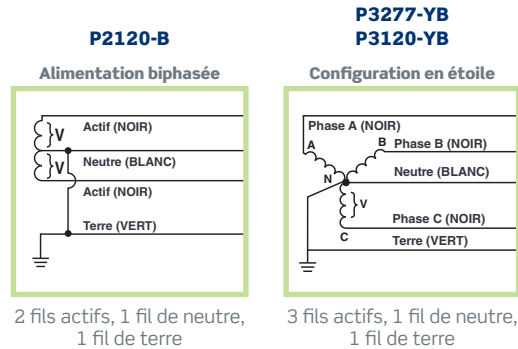 P2120-B
Alimentation biphasée
V
V
Actif (NOIR)
Neutre (BLANC)
Actif (NOIR)
Terre (VERT)
2 fils actifs, 1 fil de neutre,
1 fil de terre
P3277-YB
P3120-YB
Configuration en étoile
Phase A (NOIR)
A
B
Phase B (NOIR)
N
Neutre (BLANC)
V
Phase C (NOIR)
C
Terre (VERT)
3 fils actifs, 1 fil de neutre,
1 fil de terre